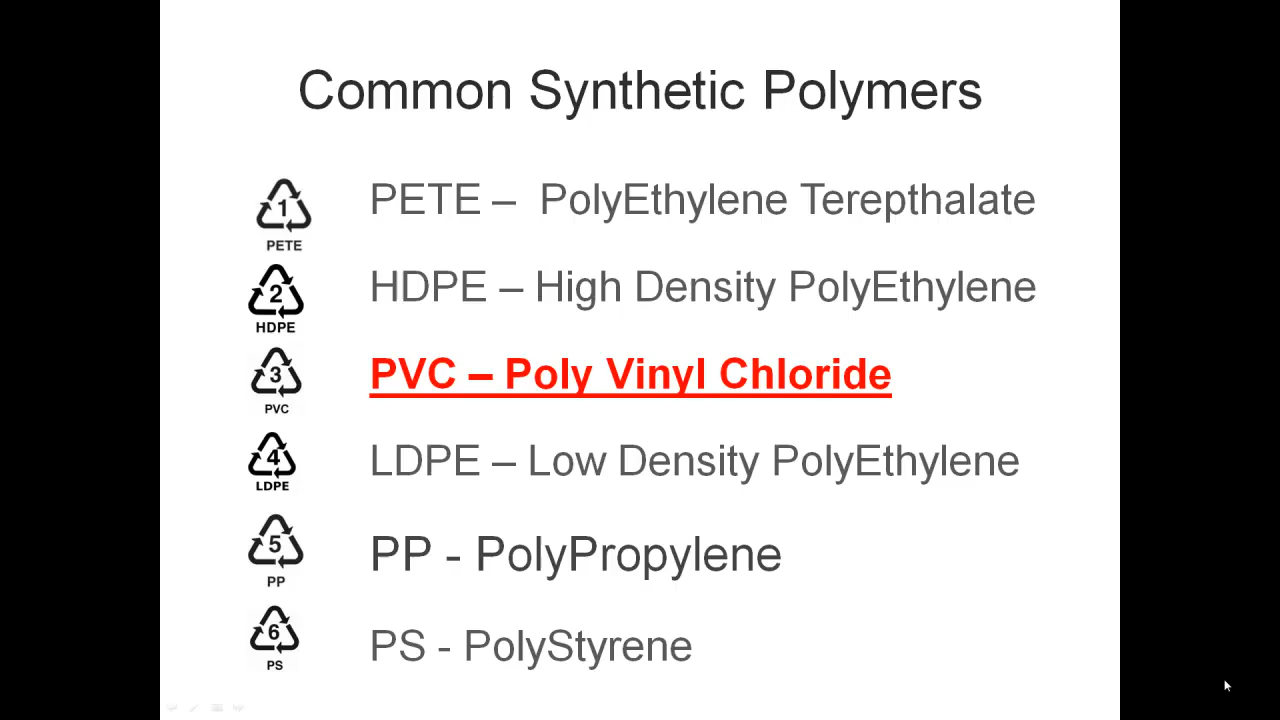 Common Synthetic Polymers
1
PETE
PETE – PolyEthylene Terepthalate
2
HDPE
HDPE – High Density PolyEthylene
3
PVC
PVC – Poly Vinyl Chloride
4
LDPE
LDPE – Low Density PolyEthylene
5
PP
PP - PolyPropylene
6
PS
PS - PolyStyrene